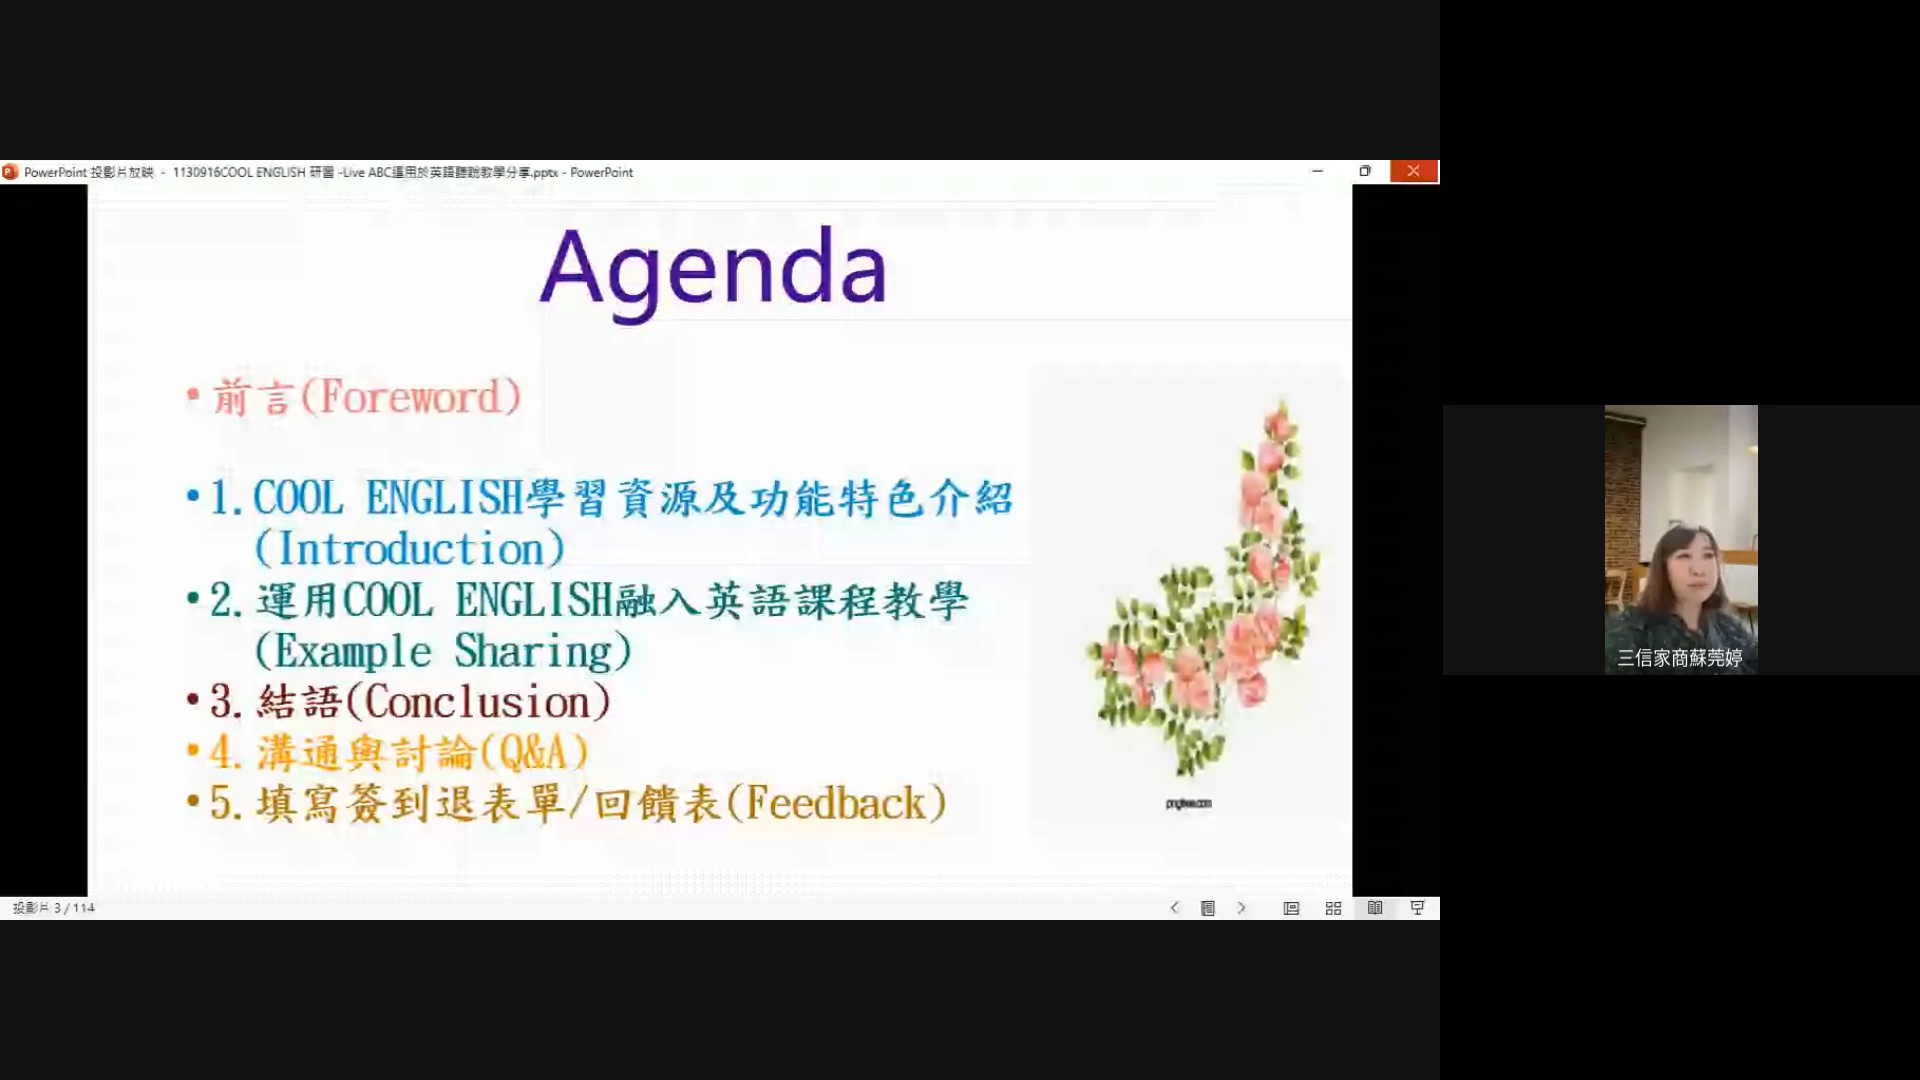 PowerPoint 投影片放映 - 1130916COOL ENGLISH 研習 -Live ABC運用於英語聽說教學分享.pptx - PowerPoint
Agenda
• 前言(Foreword)
• 1. COOL ENGLISH學習資源及功能特色介紹
(Introduction)
• 2. 運用COOL ENGLISH融入英語課程教學
(Example Sharing)
• 3. 結語(Conclusion)
• 4. 溝通與討論(Q&A)
• 5. 填寫簽到退表單/回饋表(Feedback)
pngtree.com
三信家商蘇莞婷
投影片 3 / 114